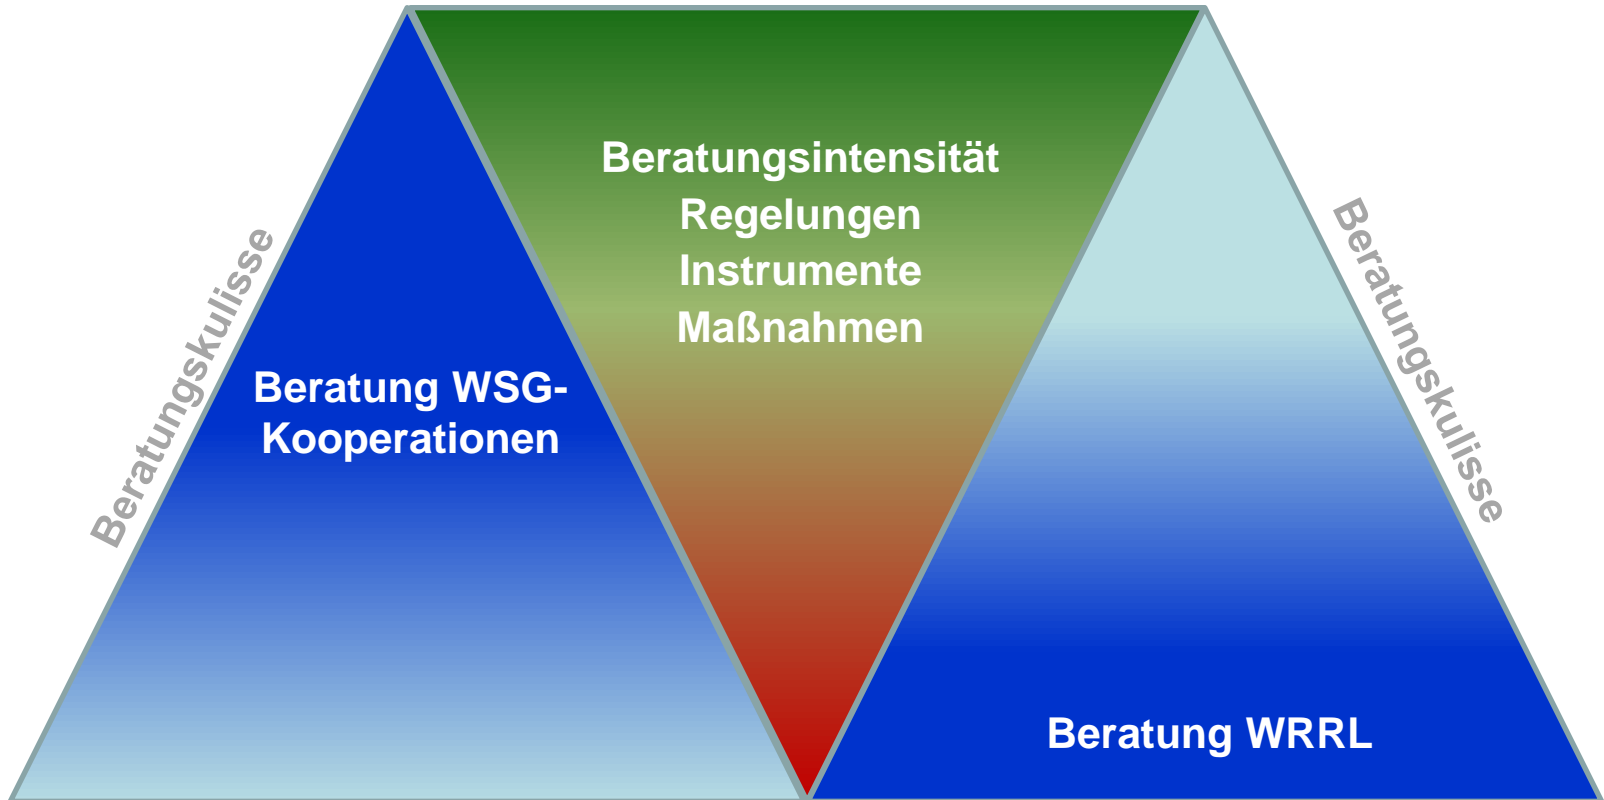 Beratungskulisse
Beratung WSG-
Kooperationen
Beratungsintensität
Regelungen
Instrumente
Maßnahmen
Beratungskulisse
Beratung WRRL